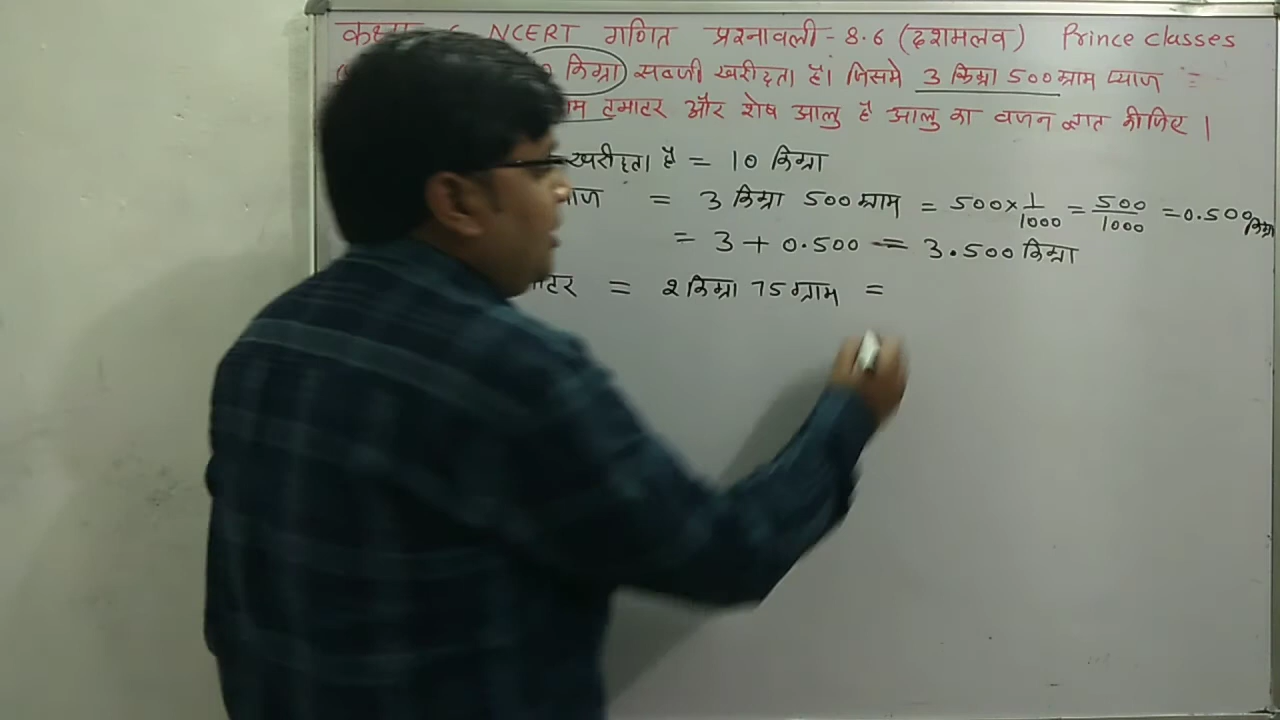 कक्षा 6 NCERT गणित प्रश्नावली - 8.6 (दशमलव) Prince classes
किग्रा) सब्जी खरीदता है। जिसमे 3 किग्रा 500 ग्राम प्याज
टमाटर और शेष आलु है आलु का वजन ज्ञात कीजिए।
खरीदता है = 10 किग्रा
= 3 किग्रा 500 ग्राम = 500 × 1/1000 = 500/1000 = 0.500 किग्रा
= 3 + 0.500 = 3.500 किग्रा
= 2 किग्रा 75 ग्राम =